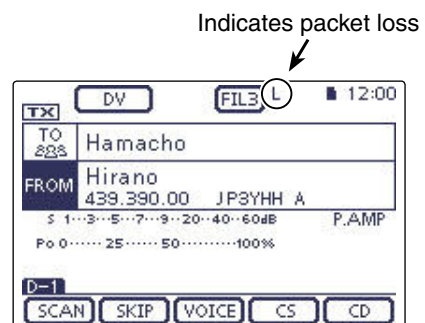 Indicates packet loss
DV FIL3 L 12:00
TX
TO Hamacho
FROM Hirano
439.390.00 JP3YHH A
S 1··3··5··7··9··20··40··60dB P.AMP
Po 0······25······50··········100%
D-1
SCAN SKIP VOICE CS CD